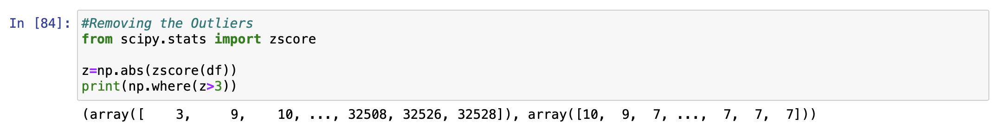 In [84]: #Removing the Outliers
from scipy.stats import zscore
z=np.abs(zscore(df))
print(np.where(z>3))
(array([    3,     9,    10, ..., 32508, 32526, 32528]), array([10,  9,  7, ...,  7,  7,  7]))